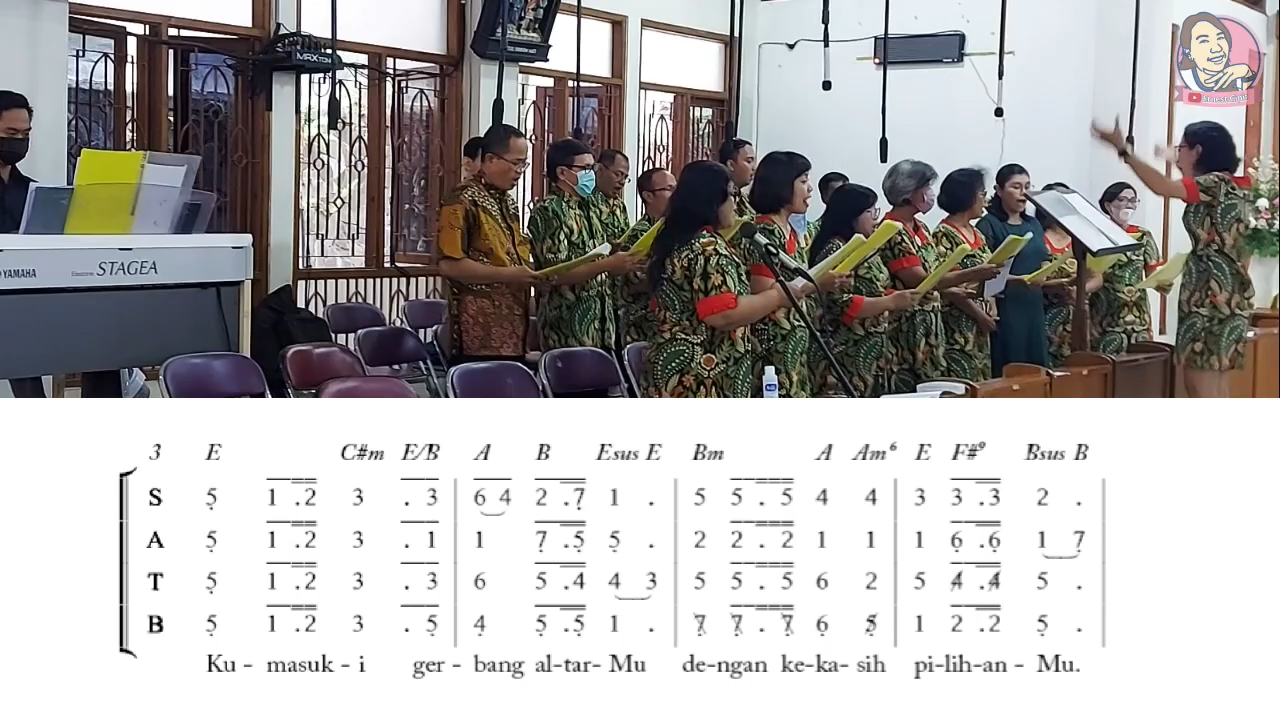 MAXTON
YAMAHA
Electone STAGEA
3 E C#m E/B A B Esus E Bm A Am⁶ E F#⁹ Bsus B
S 5̣ 1 .2 3 . 3 6̣ 4 2 .7̣ 1 . 5 5 . 5 4 4 3 3 .3 2 .
A 5̣ 1 .2 3 . 1 1 7̣ .5̣ 5̣ . 2 2 . 2 1 1 1 6̣ .6̣ 1 7̣
T 5̣ 1 .2 3 . 3 6 5 .4 4 3 5 5 . 5 6 2 5 4̸ .4̸ 5 .
B 5̣ 1 .2 3 . 5̣ 4̣ 5̣ .5̣ 1 . 7̸̣ 7̸̣ . 7̸̣ 6̣ 5̸̣ 1 2 .2 5̣ .
Ku - masuk - i ger - bang al-tar- Mu de-ngan ke-ka- sih pi-lih-an - Mu.